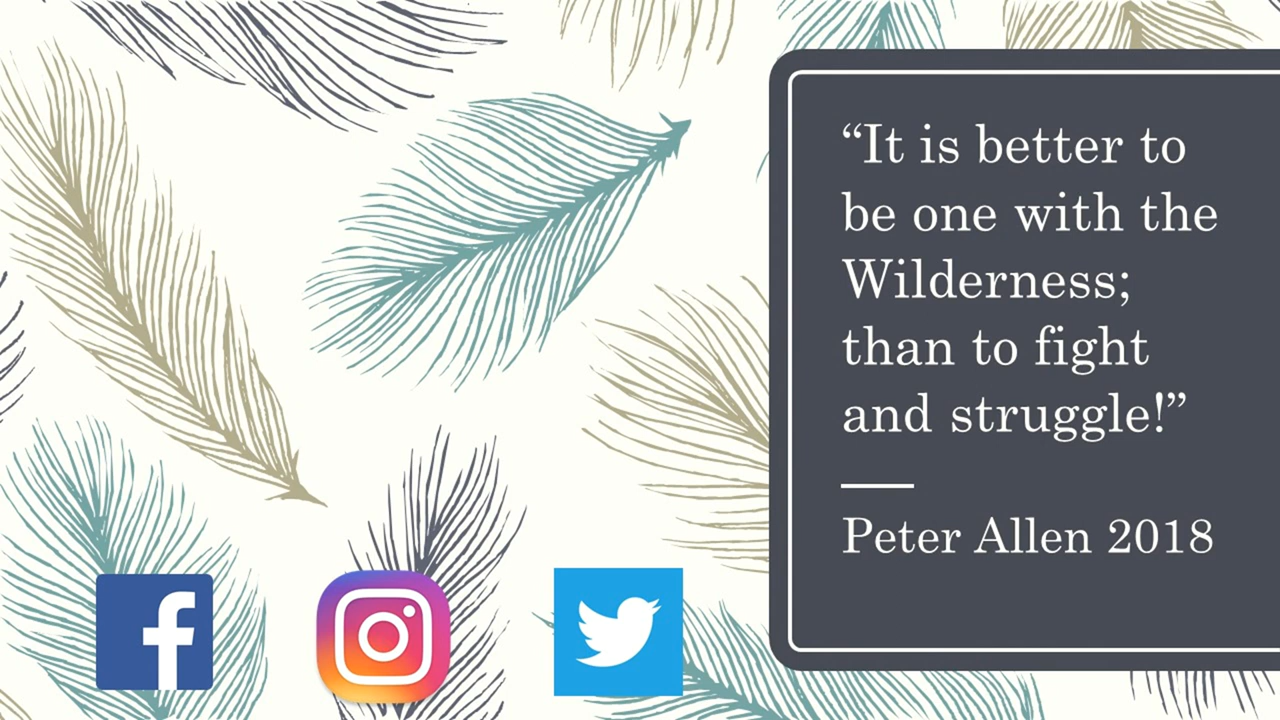 “It is better to
be one with the
Wilderness;
than to fight
and struggle!”
Peter Allen 2018